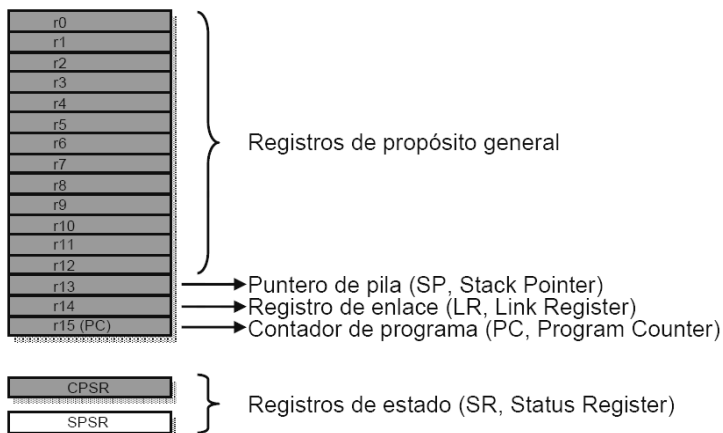 r0
r1
r2
r3
r4
r5
r6
r7
r8
r9
r10
r11
r12
r13
r14
r15 (PC)
Registros de propósito general
Puntero de pila (SP, Stack Pointer)
Registro de enlace (LR, Link Register)
Contador de programa (PC, Program Counter)
CPSR
SPSR
Registros de estado (SR, Status Register)